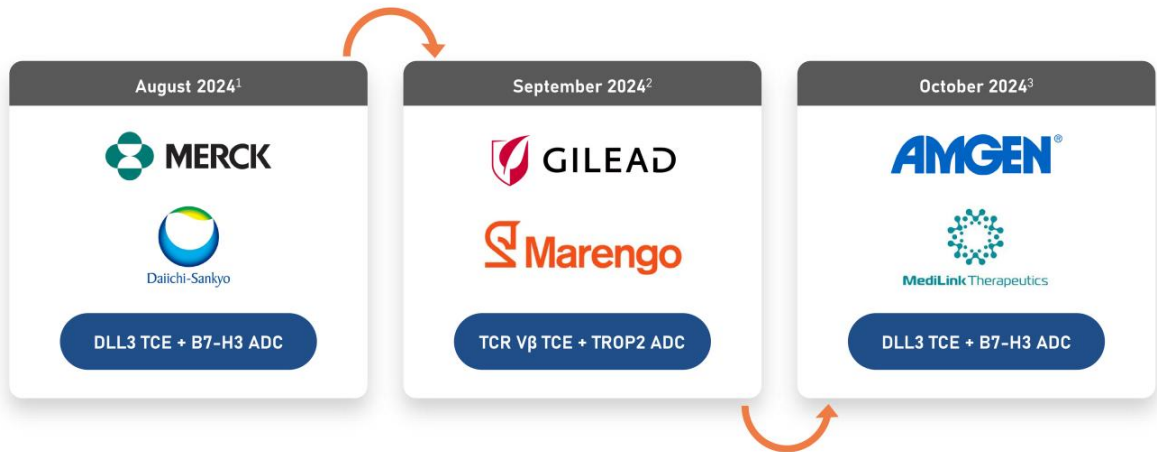 August 2024¹
MERCK
Daiichi-Sankyo
DLL3 TCE + B7-H3 ADC
September 2024²
GILEAD
Marengo
TCR Vβ TCE + TROP2 ADC
October 2024³
AMGEN®
MediLink Therapeutics
DLL3 TCE + B7-H3 ADC